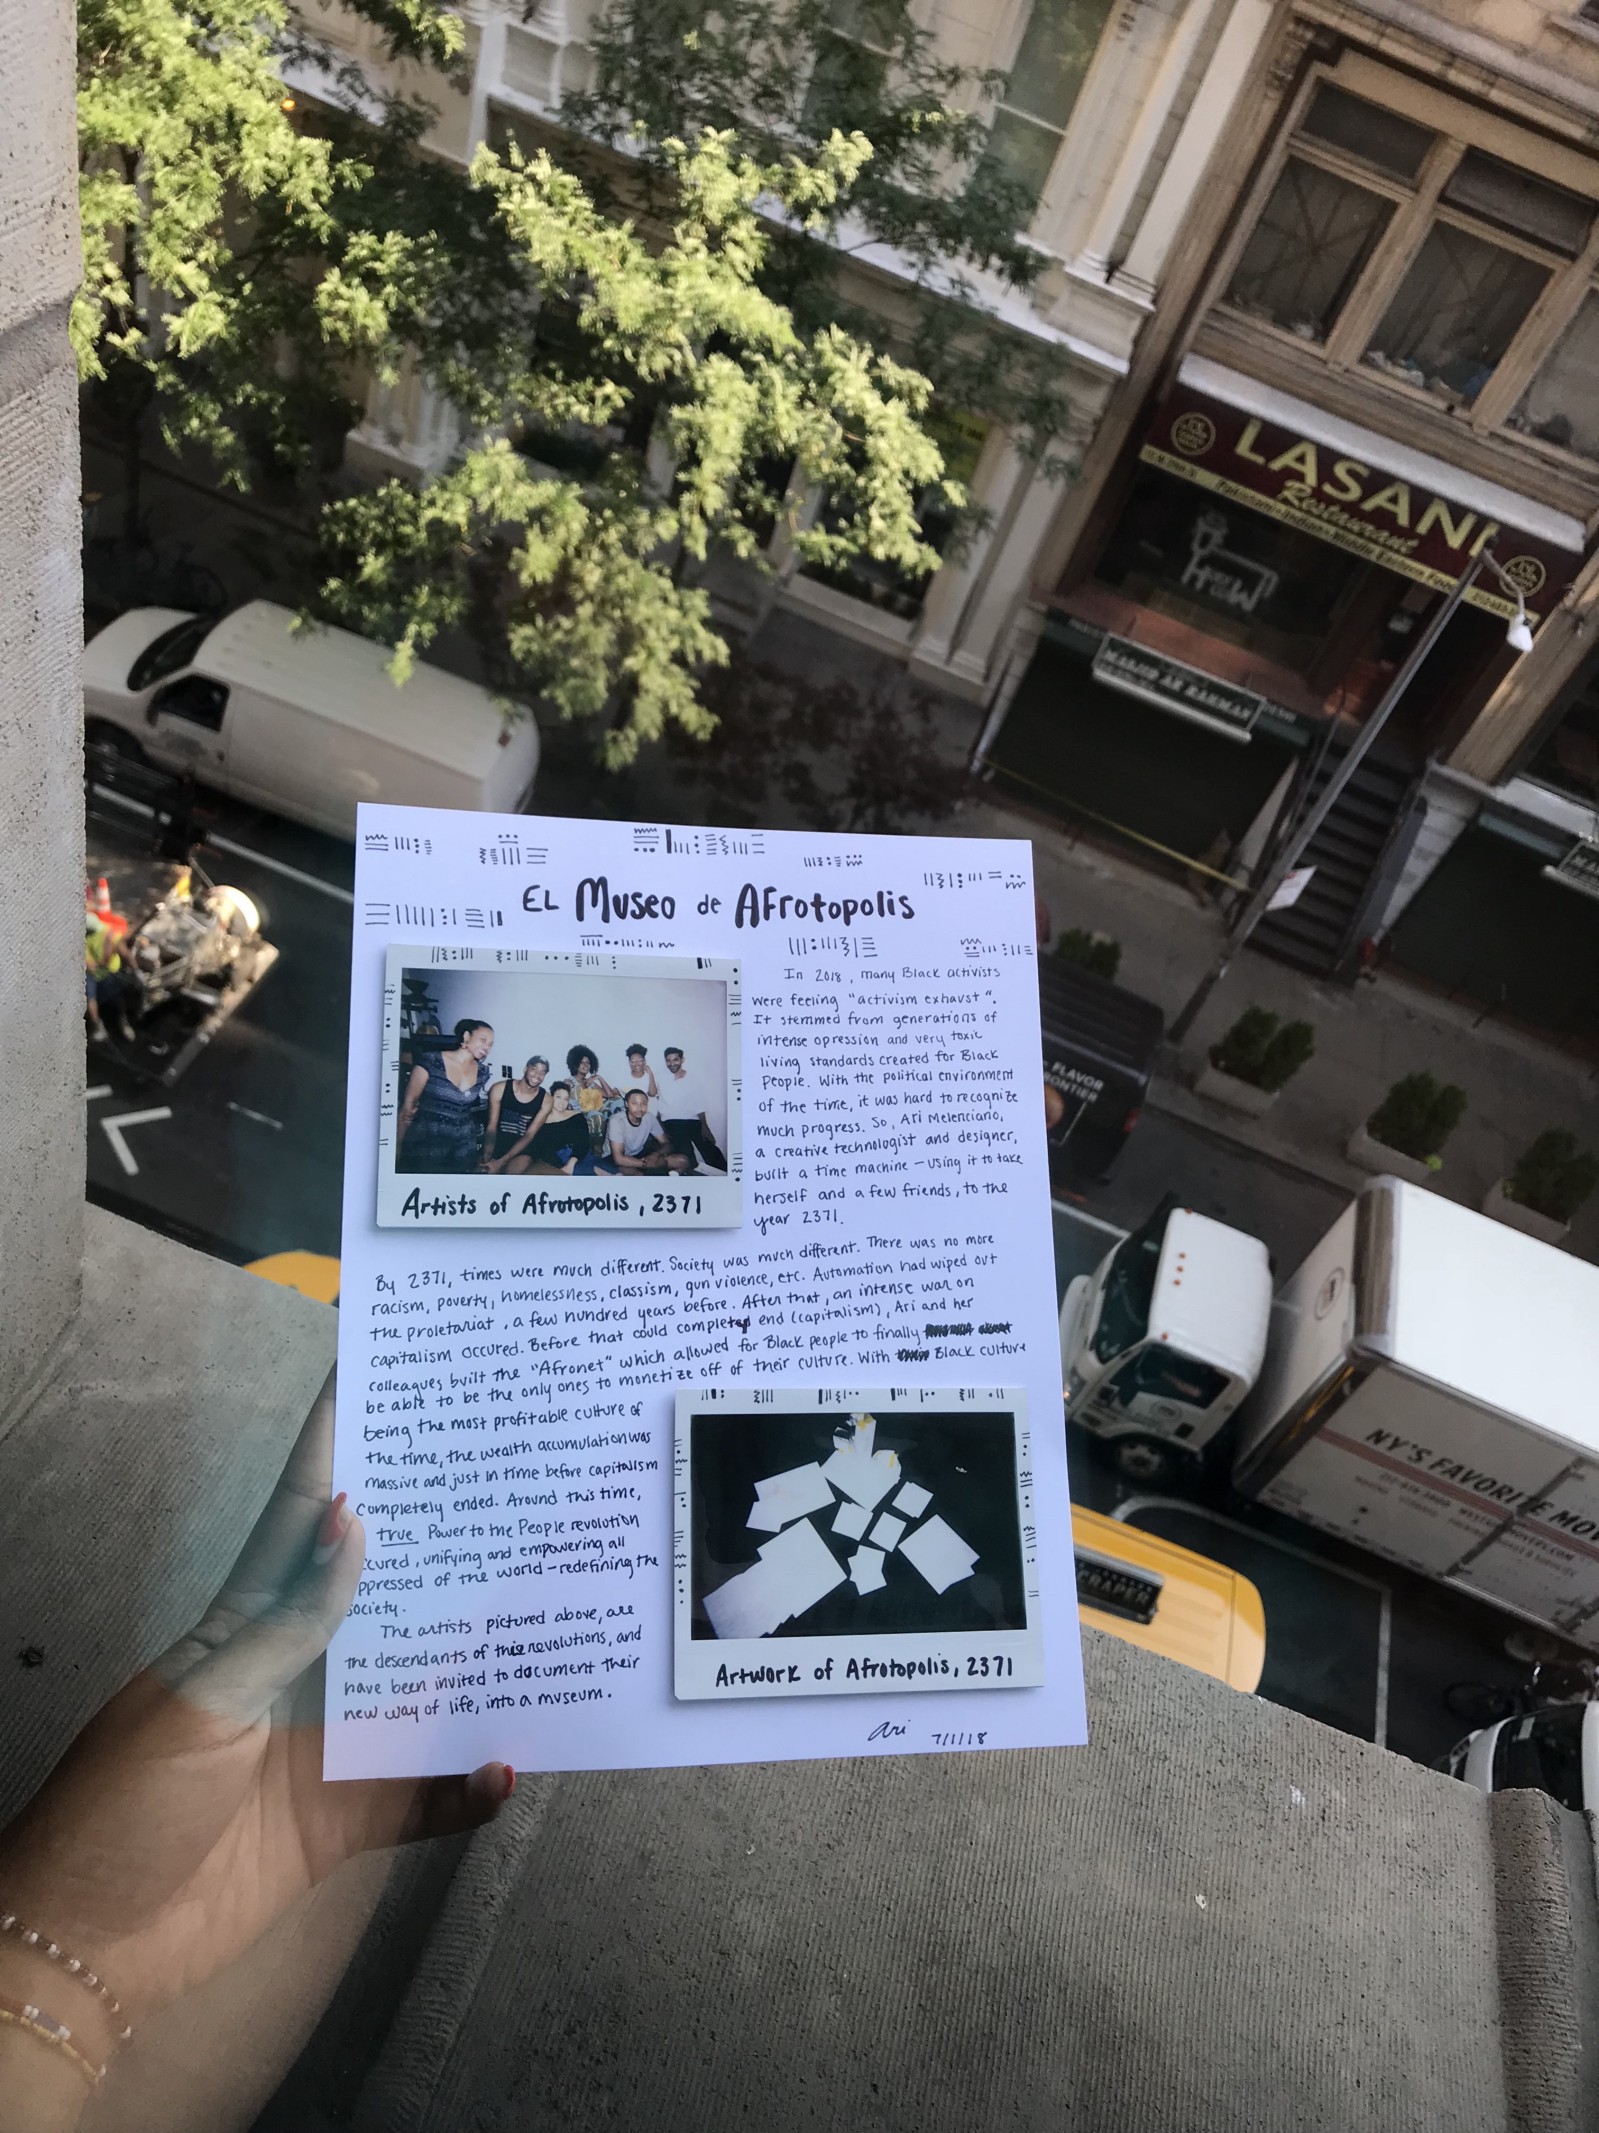 LASANI
Restaurant
Pakistani-Indian-Middle Eastern Food
MASJID AR RAHMAN
FLAVOR
NY'S FAVORITE MOV
EL Museo de Afrotopolis
In 2018, many Black activists
were feeling "activism exhaust".
It stemmed from generations of
intense opression and very toxic
living standards created for Black
People. With the political environment
of the time, it was hard to recognize
much progress. So, Ari Melenciano,
a creative technologist and designer,
built a time machine – using it to take
herself and a few friends, to the
year 2371.
Artists of Afrotopolis, 2371
By 2371, times were much different. Society was much different. There was no more
racism, poverty, homelessness, classism, gun violence, etc. Automation had wiped out
the proletariat, a few hundred years before. After that, an intense war on
capitalism occured. Before that could completely end (capitalism), Ari and her
colleagues built the "Afronet" which allowed for Black people to finally
be able to be the only ones to monetize off of their culture. With Black culture
being the most profitable culture of
the time, the wealth accumulation was
massive and just in time before capitalism
completely ended. Around this time,
true Power to the People revolution
ccured, unifying and empowering all
ppressed of the world – redefining the
society.
The artists pictured above, are
the descendants of these revolutions, and
have been invited to document their
new way of life, into a museum.
Artwork of Afrotopolis, 2371
ari 7/1/18